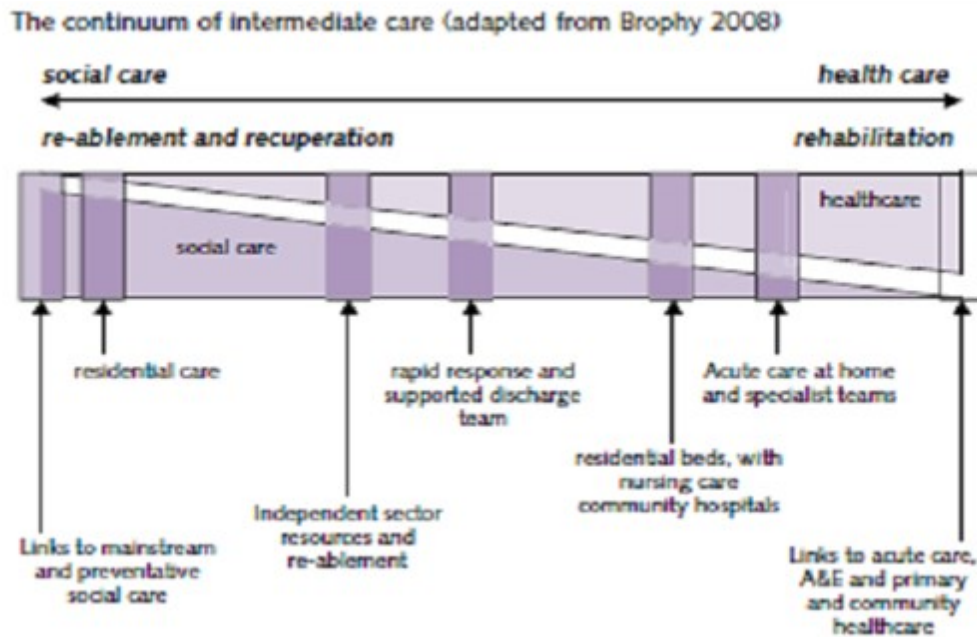 The continuum of intermediate care (adapted from Brophy 2008)
social care health care
re-ablement and recuperation rehabilitation
healthcare
social care
residential care
rapid response and
supported discharge
team
Acute care at home
and specialist teams
residential beds, with
nursing care
community hospitals
Independent sector
resources and
re-ablement
Links to mainstream
and preventative
social care
Links to acute care,
A&E and primary
and community
healthcare